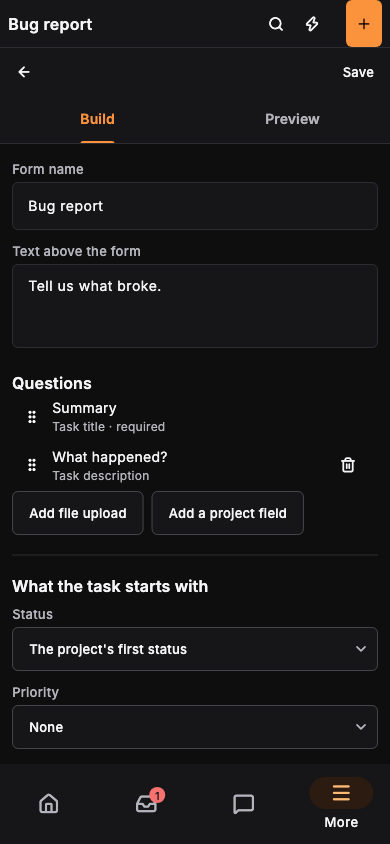 Bug report
Save
Build
Preview
Form name
Bug report
Text above the form
Tell us what broke.
Questions
Summary
Task title · required
What happened?
Task description
Add file upload
Add a project field
What the task starts with
Status
The project's first status
Priority
None
1
More